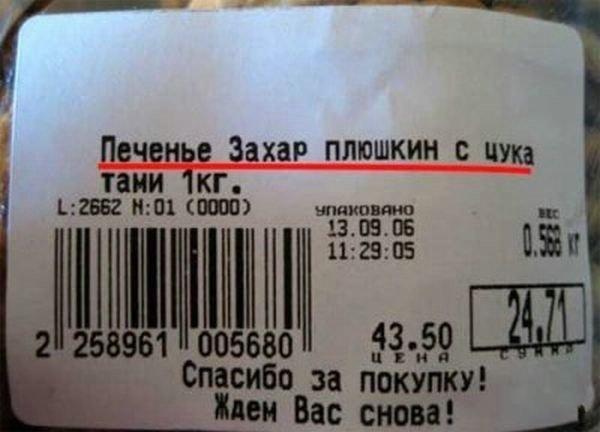 Печенье Захар плюшкин с цука
тами 1кг.
L:2662 N:01 (0000)
упаковано
вес
13.09.06
0.568 кг
11:29:05
24.71
сумма
43.50
цена
2 258961 005680
Спасибо за покупку!
Ждем Вас снова!